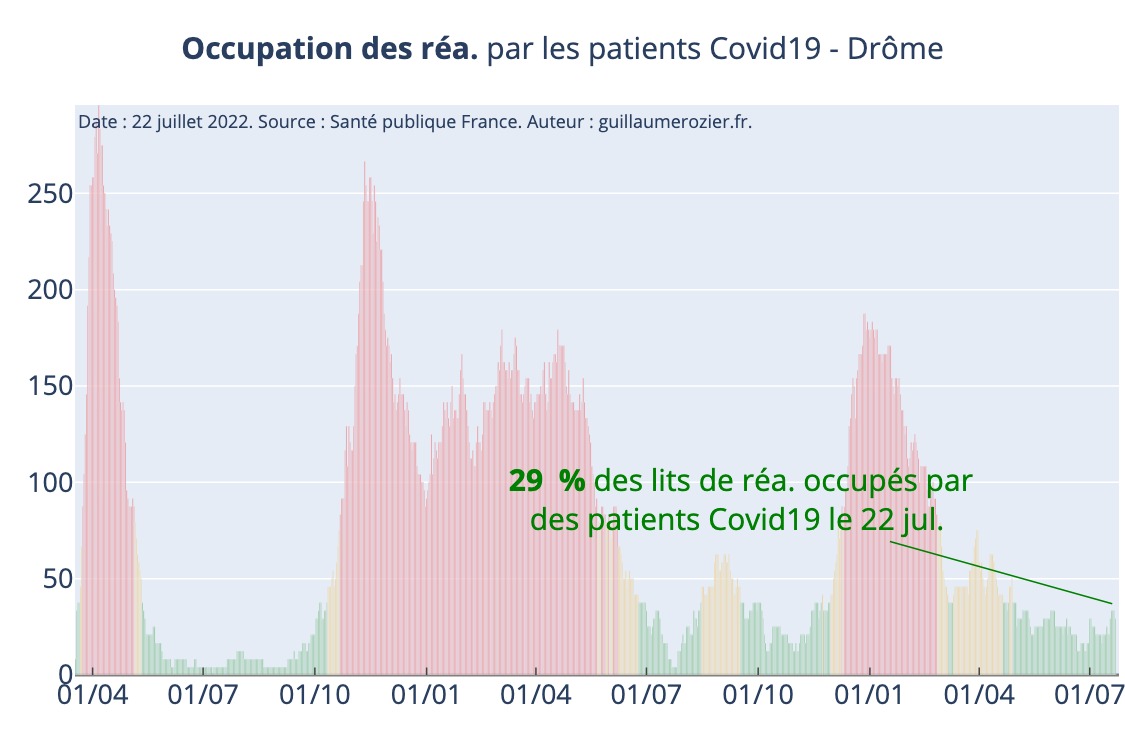 Occupation des réa. par les patients Covid19 - Drôme
Date : 22 juillet 2022. Source : Santé publique France. Auteur : guillaumerozier.fr.
250
200
150
100
50
0
29 % des lits de réa. occupés par
des patients Covid19 le 22 jul.
01/04 01/07 01/10 01/01 01/04 01/07 01/10 01/01 01/04 01/07